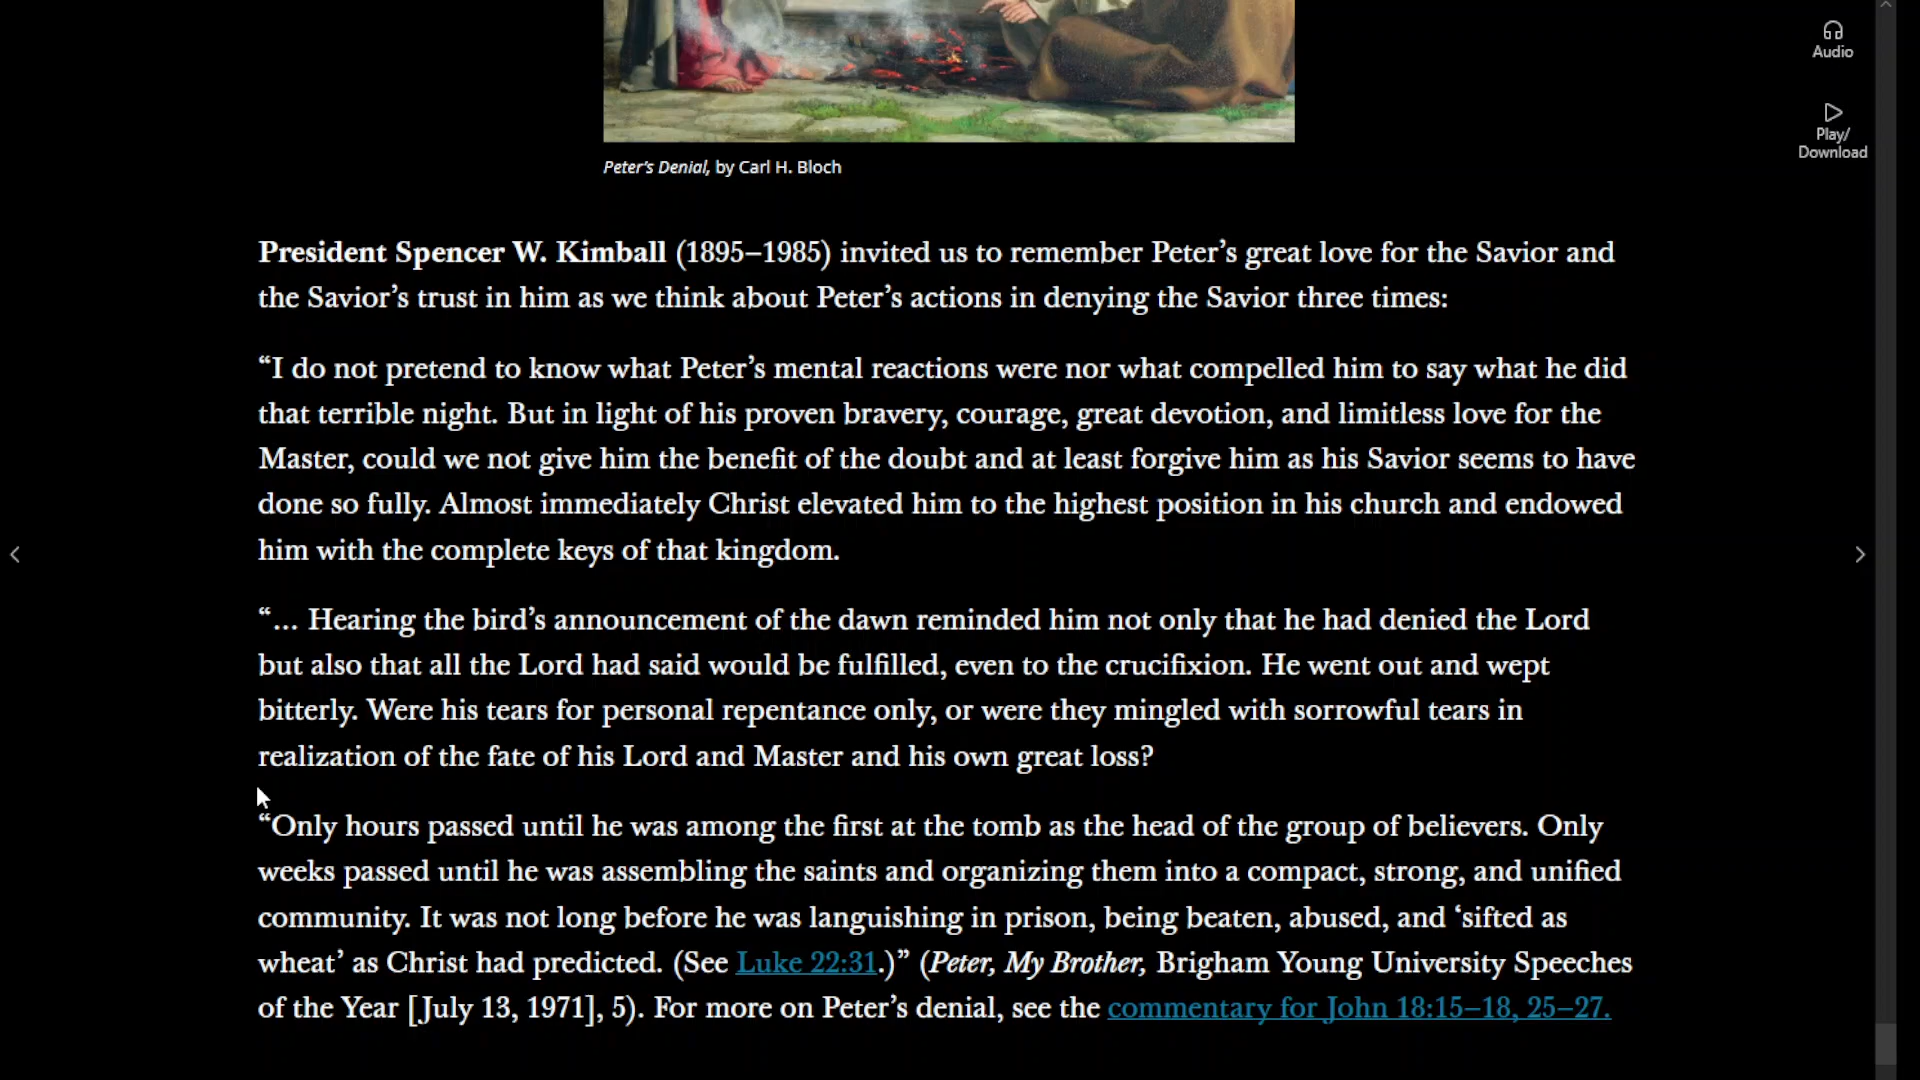 Audio
Play/
Download
Peter’s Denial, by Carl H. Bloch
President Spencer W. Kimball (1895–1985) invited us to remember Peter’s great love for the Savior and
the Savior’s trust in him as we think about Peter’s actions in denying the Savior three times:
“I do not pretend to know what Peter’s mental reactions were nor what compelled him to say what he did
that terrible night. But in light of his proven bravery, courage, great devotion, and limitless love for the
Master, could we not give him the benefit of the doubt and at least forgive him as his Savior seems to have
done so fully. Almost immediately Christ elevated him to the highest position in his church and endowed
him with the complete keys of that kingdom.
“… Hearing the bird’s announcement of the dawn reminded him not only that he had denied the Lord
but also that all the Lord had said would be fulfilled, even to the crucifixion. He went out and wept
bitterly. Were his tears for personal repentance only, or were they mingled with sorrowful tears in
realization of the fate of his Lord and Master and his own great loss?
“Only hours passed until he was among the first at the tomb as the head of the group of believers. Only
weeks passed until he was assembling the saints and organizing them into a compact, strong, and unified
community. It was not long before he was languishing in prison, being beaten, abused, and ‘sifted as
wheat’ as Christ had predicted. (See Luke 22:31.)” (Peter, My Brother, Brigham Young University Speeches
of the Year [July 13, 1971], 5). For more on Peter’s denial, see the commentary for John 18:15–18, 25–27.